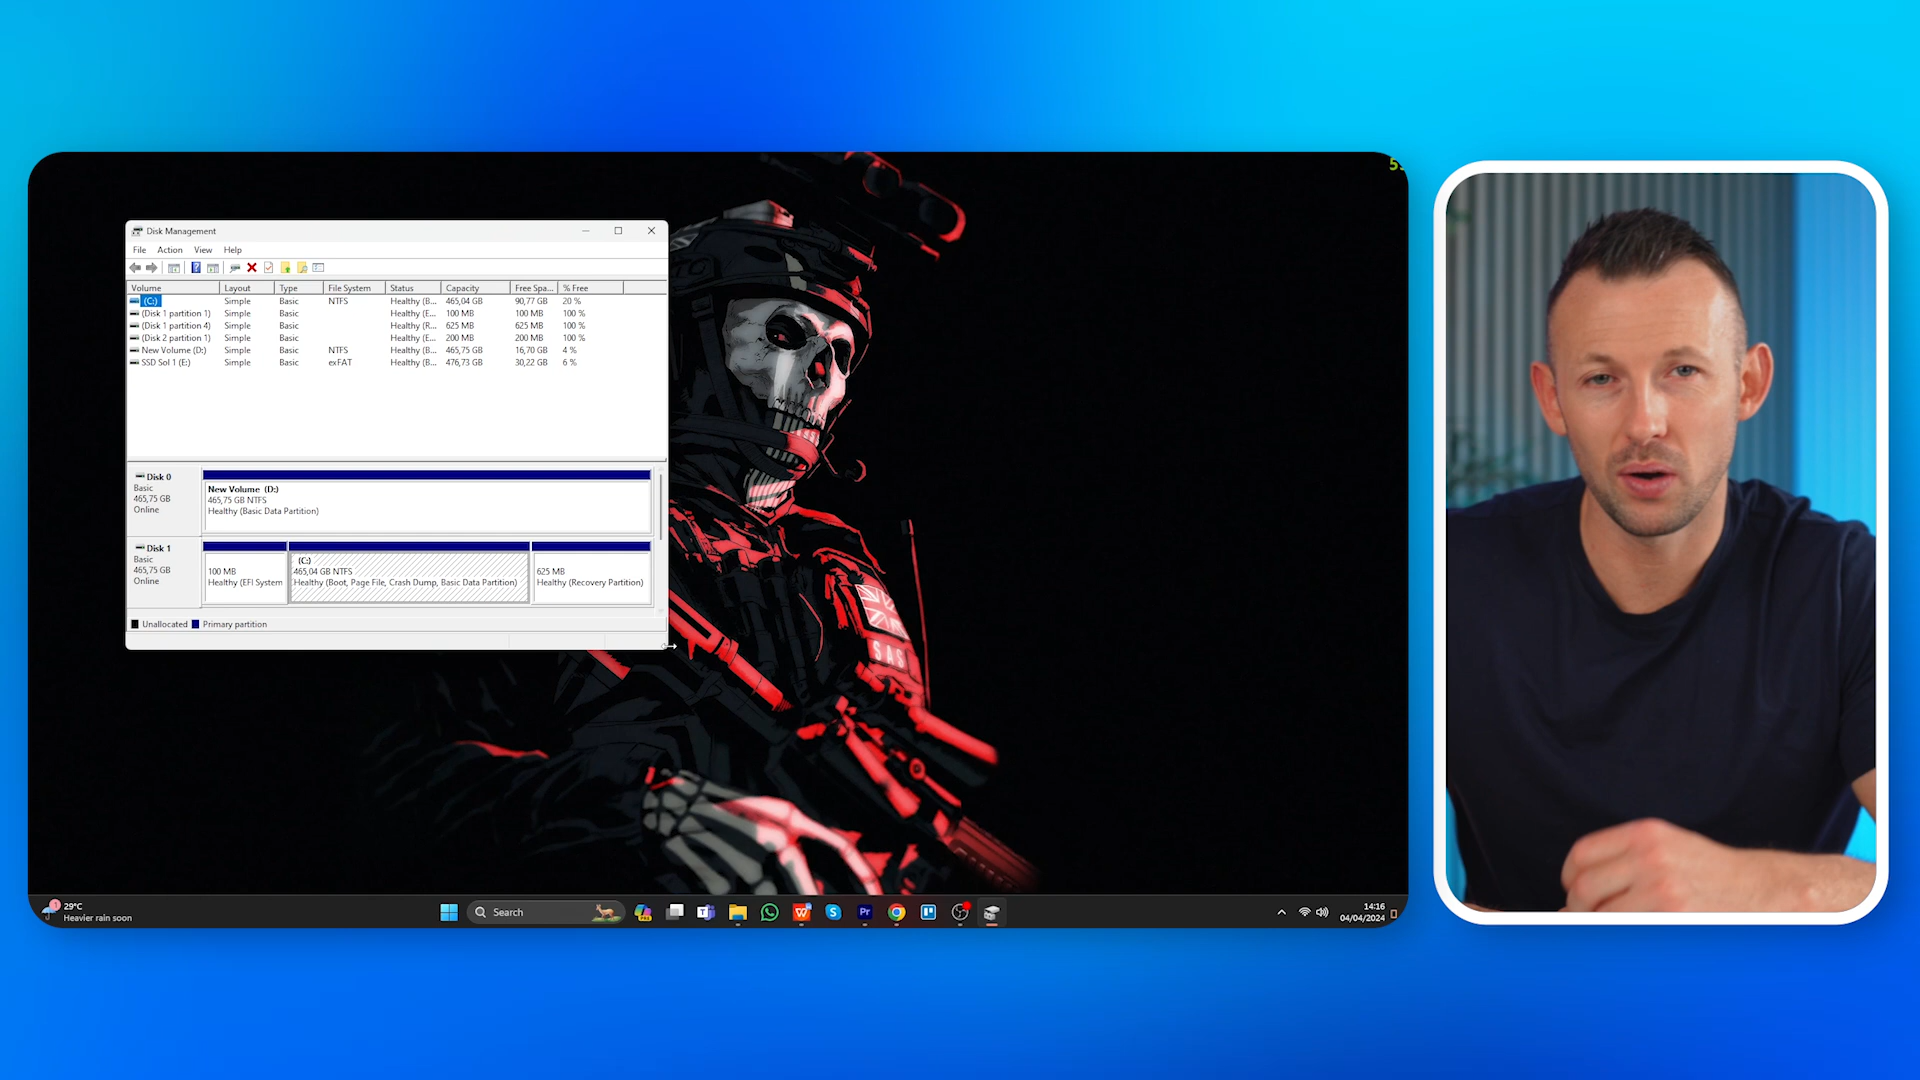 Disk Management
File Action View Help
Volume Layout Type File System Status Capacity Free Spa... % Free
(C:) Simple Basic NTFS Healthy (B... 465,04 GB 90,77 GB 20 %
(Disk 1 partition 1) Simple Basic Healthy (E... 100 MB 100 MB 100 %
(Disk 1 partition 4) Simple Basic Healthy (R... 625 MB 625 MB 100 %
(Disk 2 partition 1) Simple Basic Healthy (E... 200 MB 200 MB 100 %
New Volume (D:) Simple Basic NTFS Healthy (B... 465,75 GB 16,70 GB 4 %
SSD Sol 1 (E:) Simple Basic exFAT Healthy (B... 476,73 GB 30,22 GB 6 %
Disk 0
Basic
465,75 GB
Online
New Volume (D:)
465,75 GB NTFS
Healthy (Basic Data Partition)
Disk 1
Basic
465,75 GB
Online
100 MB
Healthy (EFI System
(C:)
465,04 GB NTFS
Healthy (Boot, Page File, Crash Dump, Basic Data Partition)
625 MB
Healthy (Recovery Partition)
Unallocated Primary partition
SAS
29°C
Heavier rain soon
Search
Pr
14:16
04/04/2024